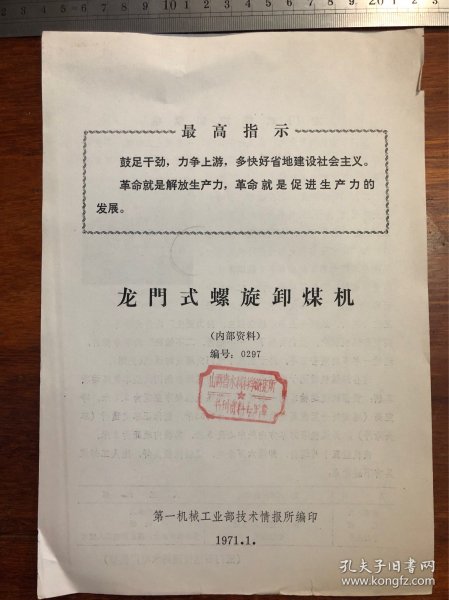 最高指示
鼓足干劲，力争上游，多快好省地建设社会主义。
革命就是解放生产力，革命就是促进生产力的
发展。
龙門式螺旋卸煤机
（内部资料）
编号：0297
第一机械工业部技术情报所编印
1971.1.
孔夫子旧书网
book.kongfz.com